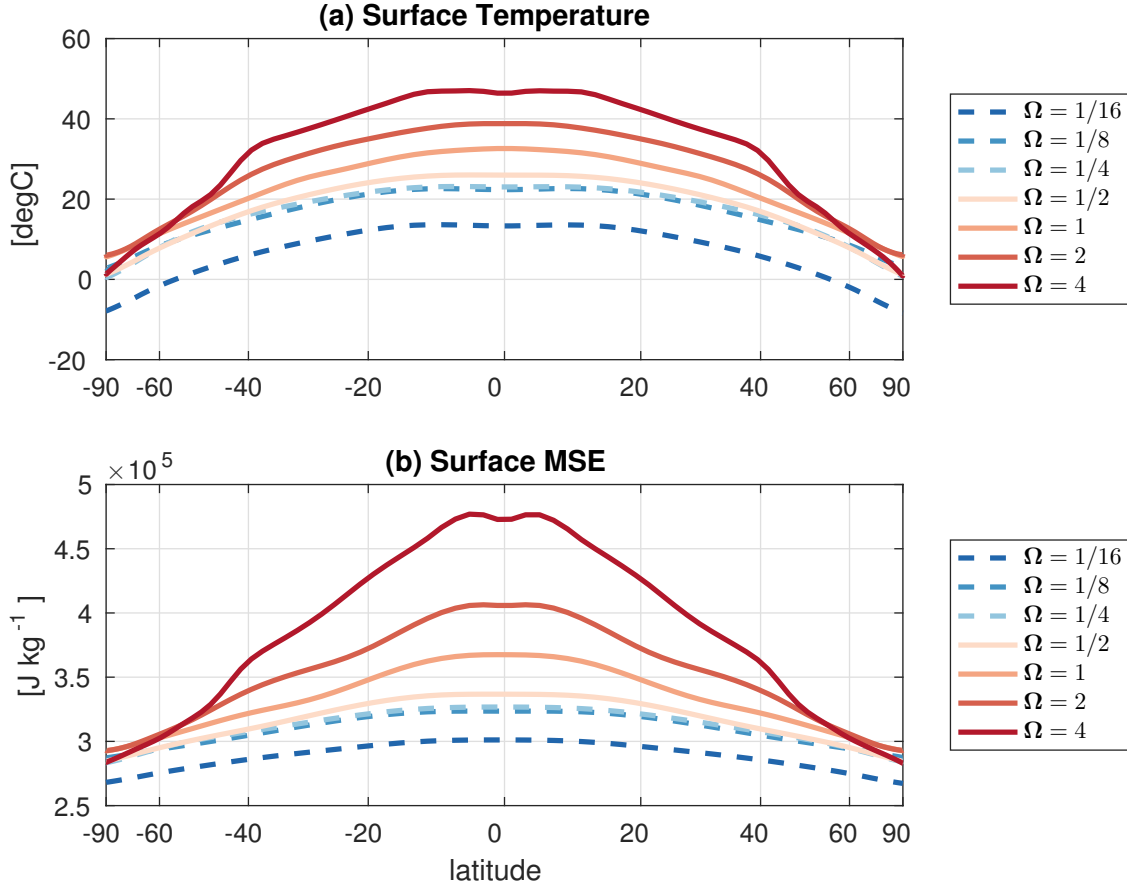 (a) Surface Temperature
60
40
20
0
-20
[degC]
-90 -60 -40 -20 0 20 40 60 90
Ω = 1/16
Ω = 1/8
Ω = 1/4
Ω = 1/2
Ω = 1
Ω = 2
Ω = 4
(b) Surface MSE
× 10^5
5
4.5
4
3.5
3
2.5
[J kg^-1 ]
-90 -60 -40 -20 0 20 40 60 90
latitude
Ω = 1/16
Ω = 1/8
Ω = 1/4
Ω = 1/2
Ω = 1
Ω = 2
Ω = 4